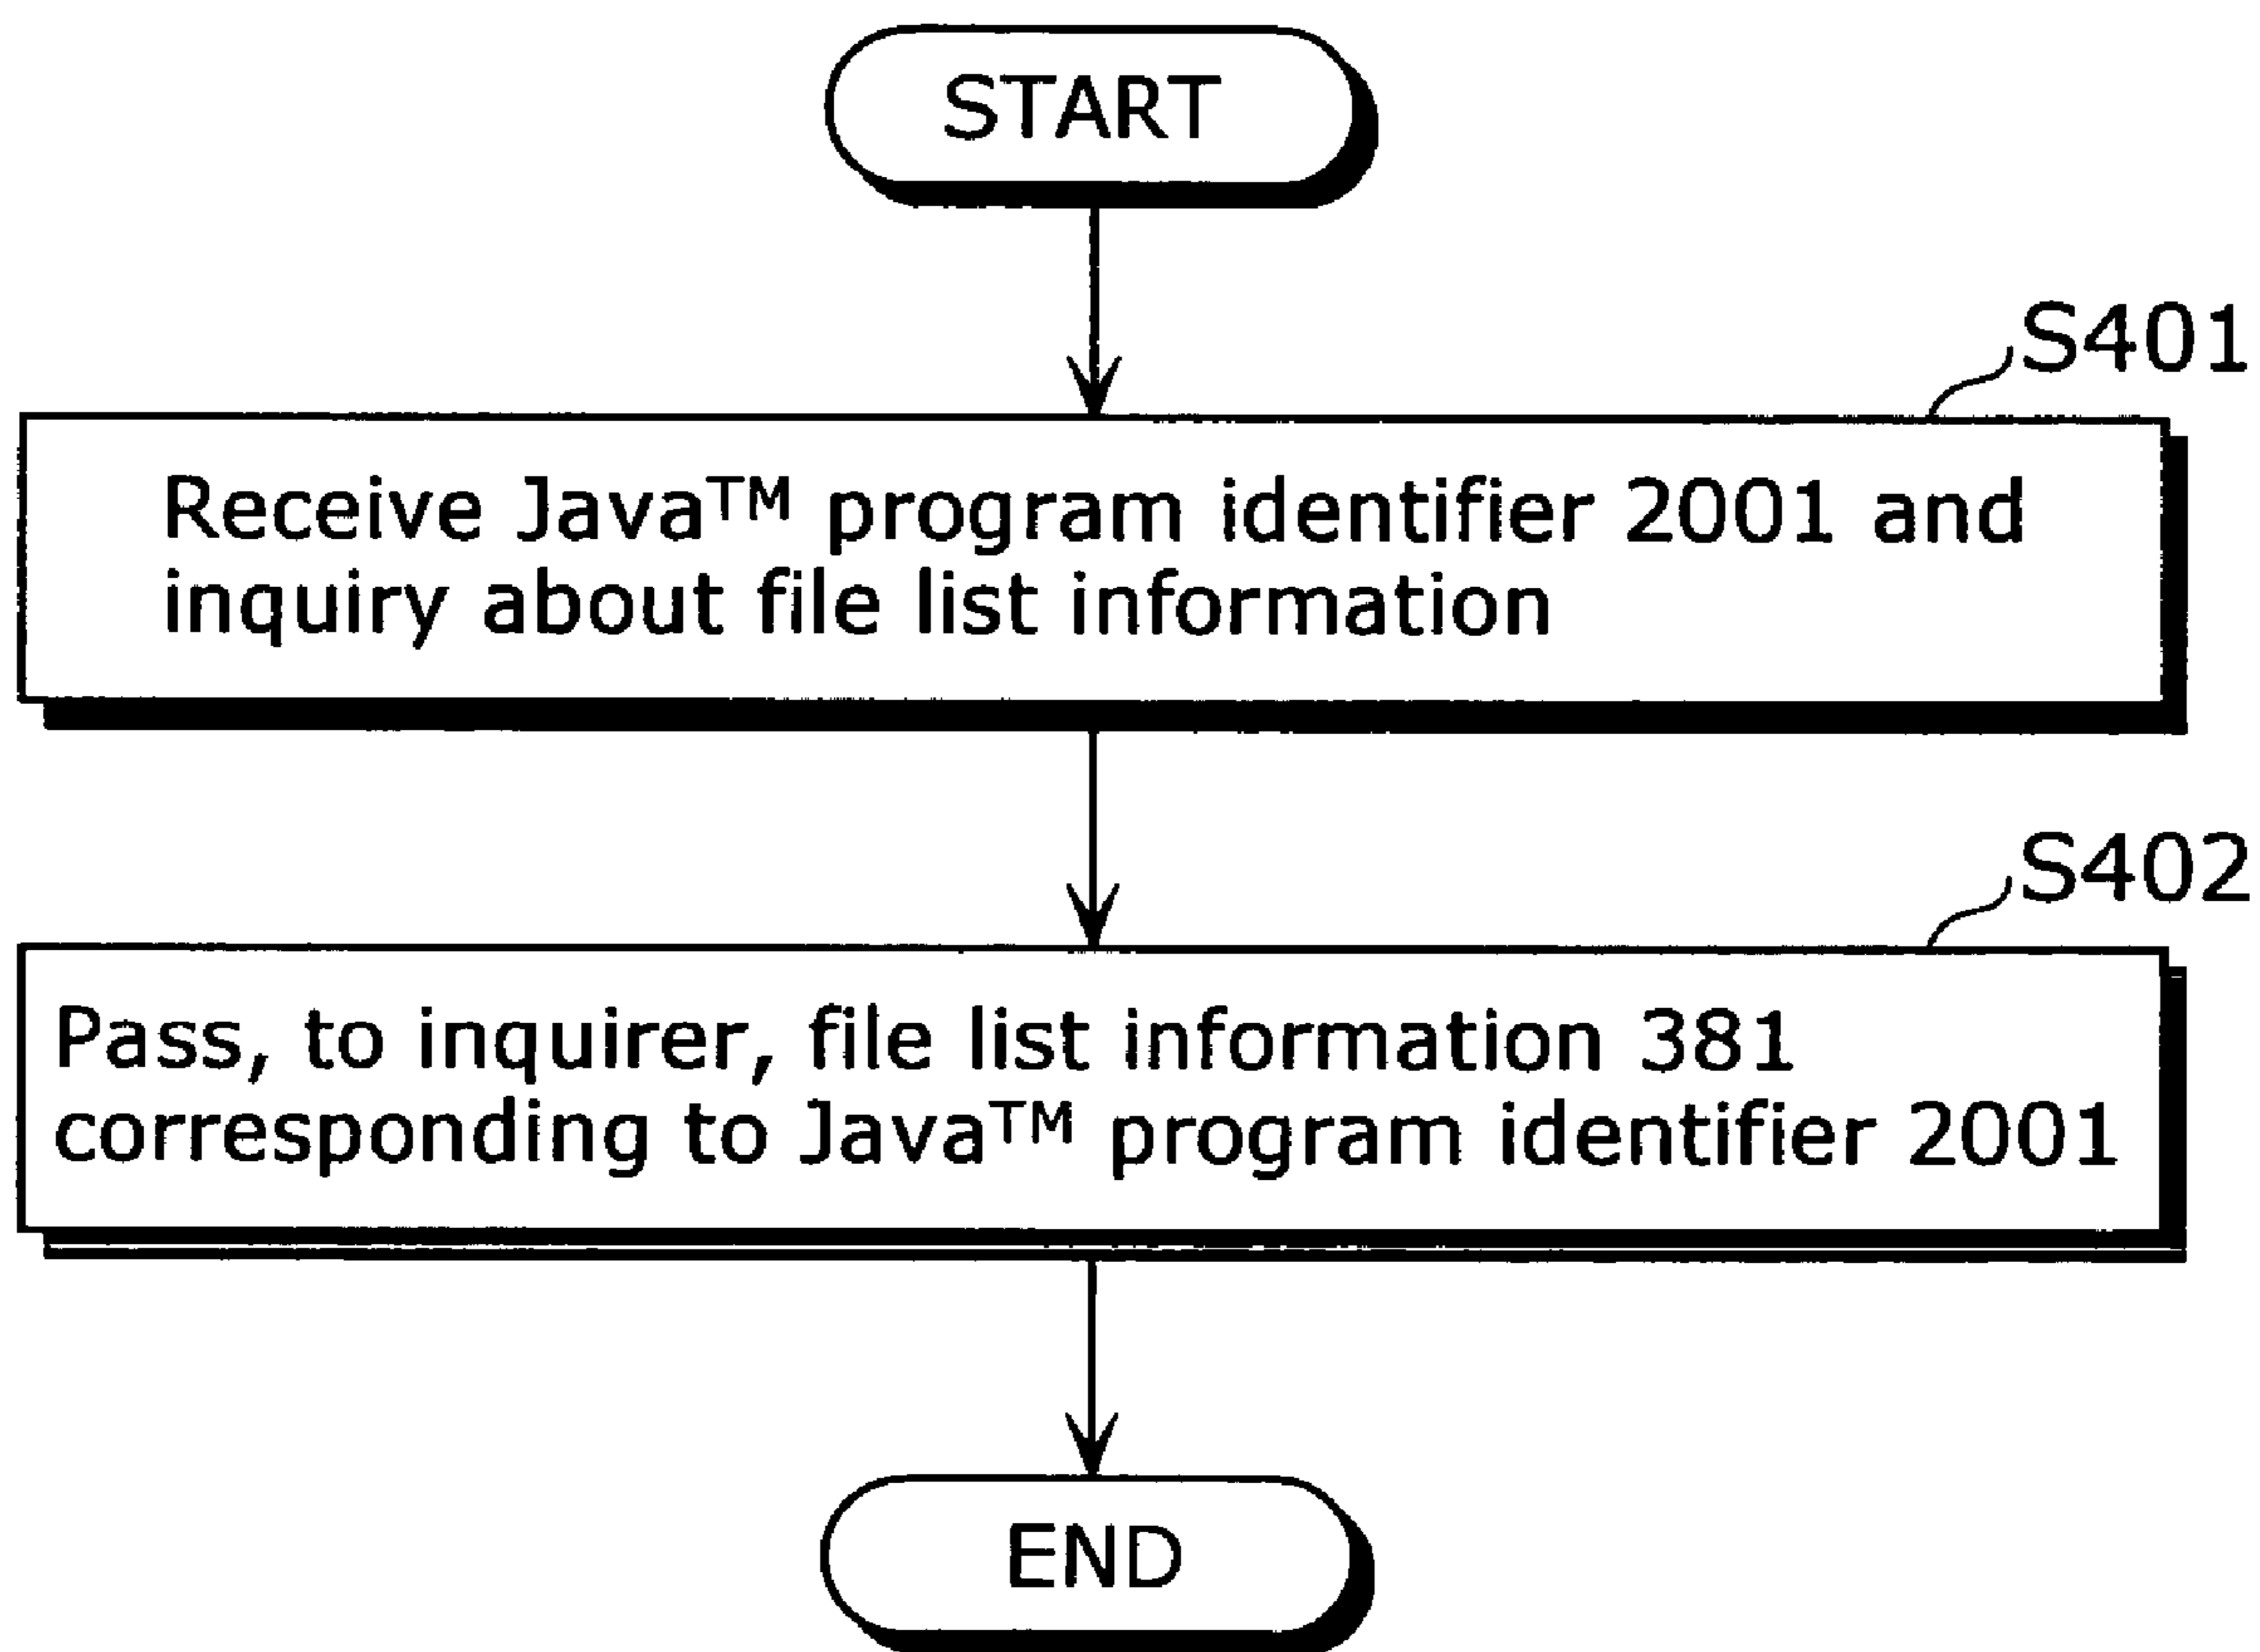 START
S401
Receive Java™ program identifier 2001 and
inquiry about file list information
S402
Pass, to inquirer, file list information 381
corresponding to Java™ program identifier 2001
END